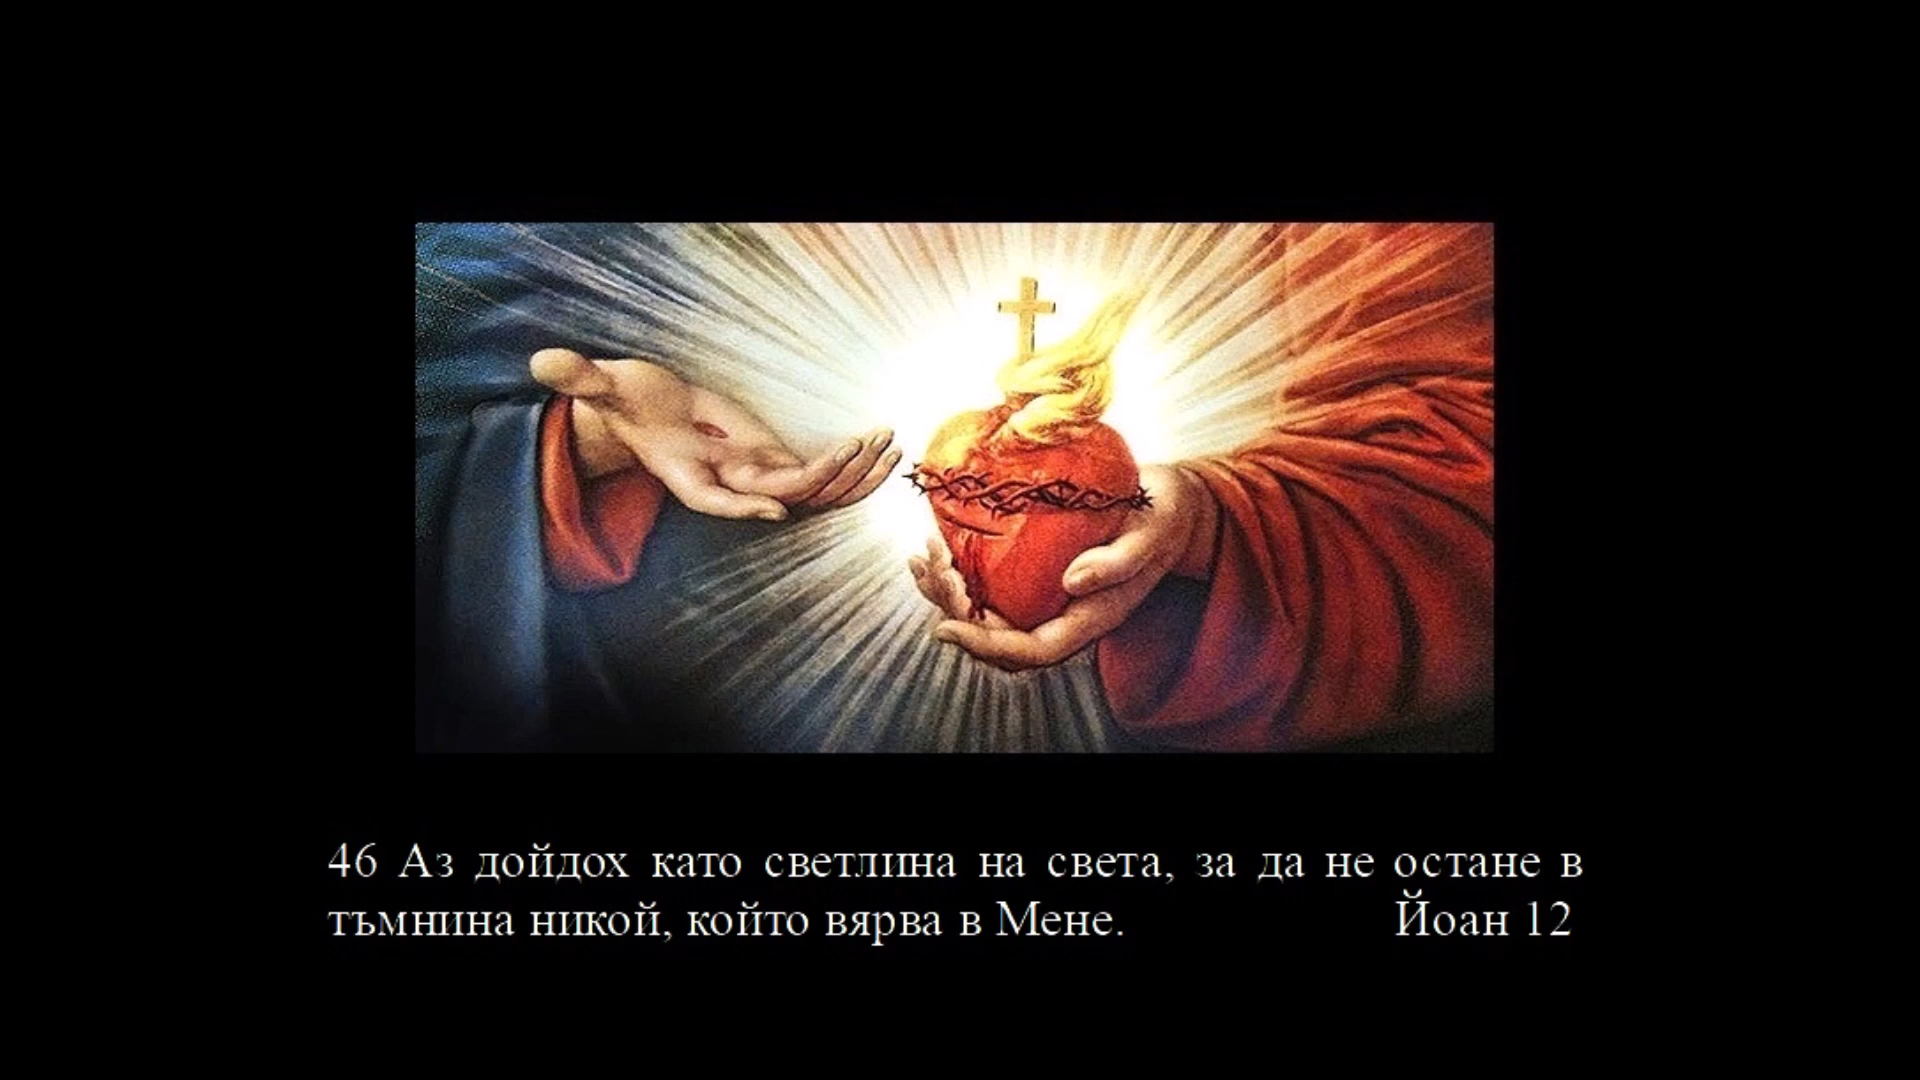 46 Аз дойдох като светлина на света, за да не остане в
тъмнина никой, който вярва в Мене. Йоан 12